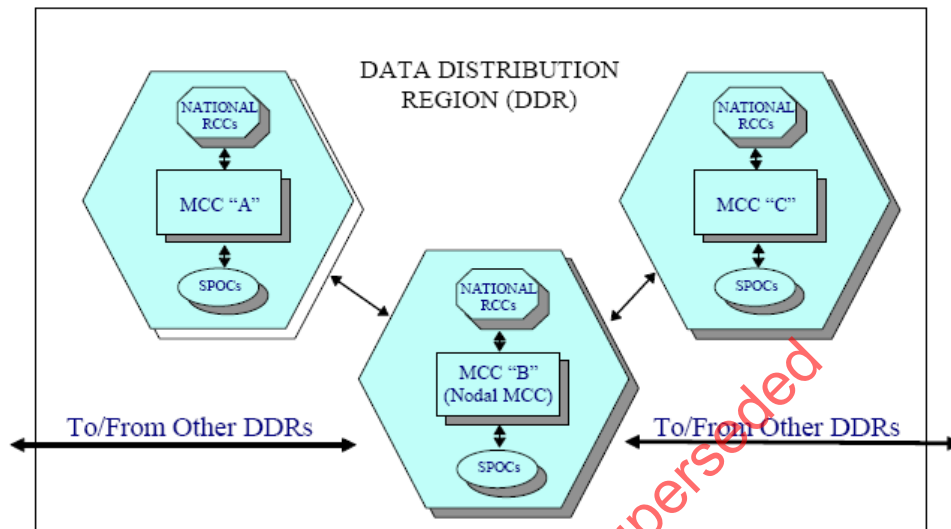 DATA DISTRIBUTION
REGION (DDR)
NATIONAL
RCCs
MCC “A”
SPOCs
NATIONAL
RCCs
MCC “C”
SPOCs
NATIONAL
RCCs
MCC “B”
(Nodal MCC)
SPOCs
To/From Other DDRs
To/From Other DDRs
perseded